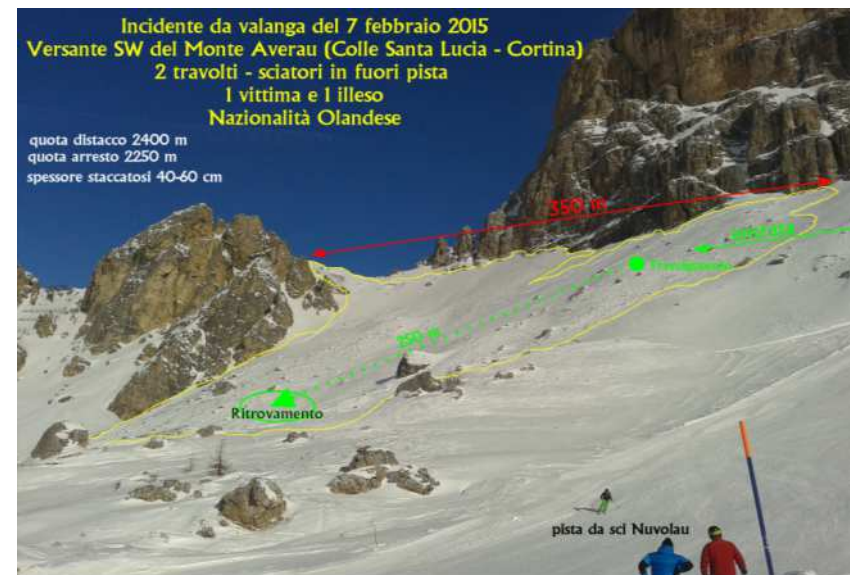 Incidente da valanga del 7 febbraio 2015
Versante SW del Monte Averau (Colle Santa Lucia - Cortina)
2 travolti - sciatori in fuori pista
1 vittima e 1 illeso
Nazionalità Olandese
quota distacco 2400 m
quota arresto 2250 m
spessore staccatosi 40-60 cm
350 m
Ritrovamento
pista da sci Nuvolau